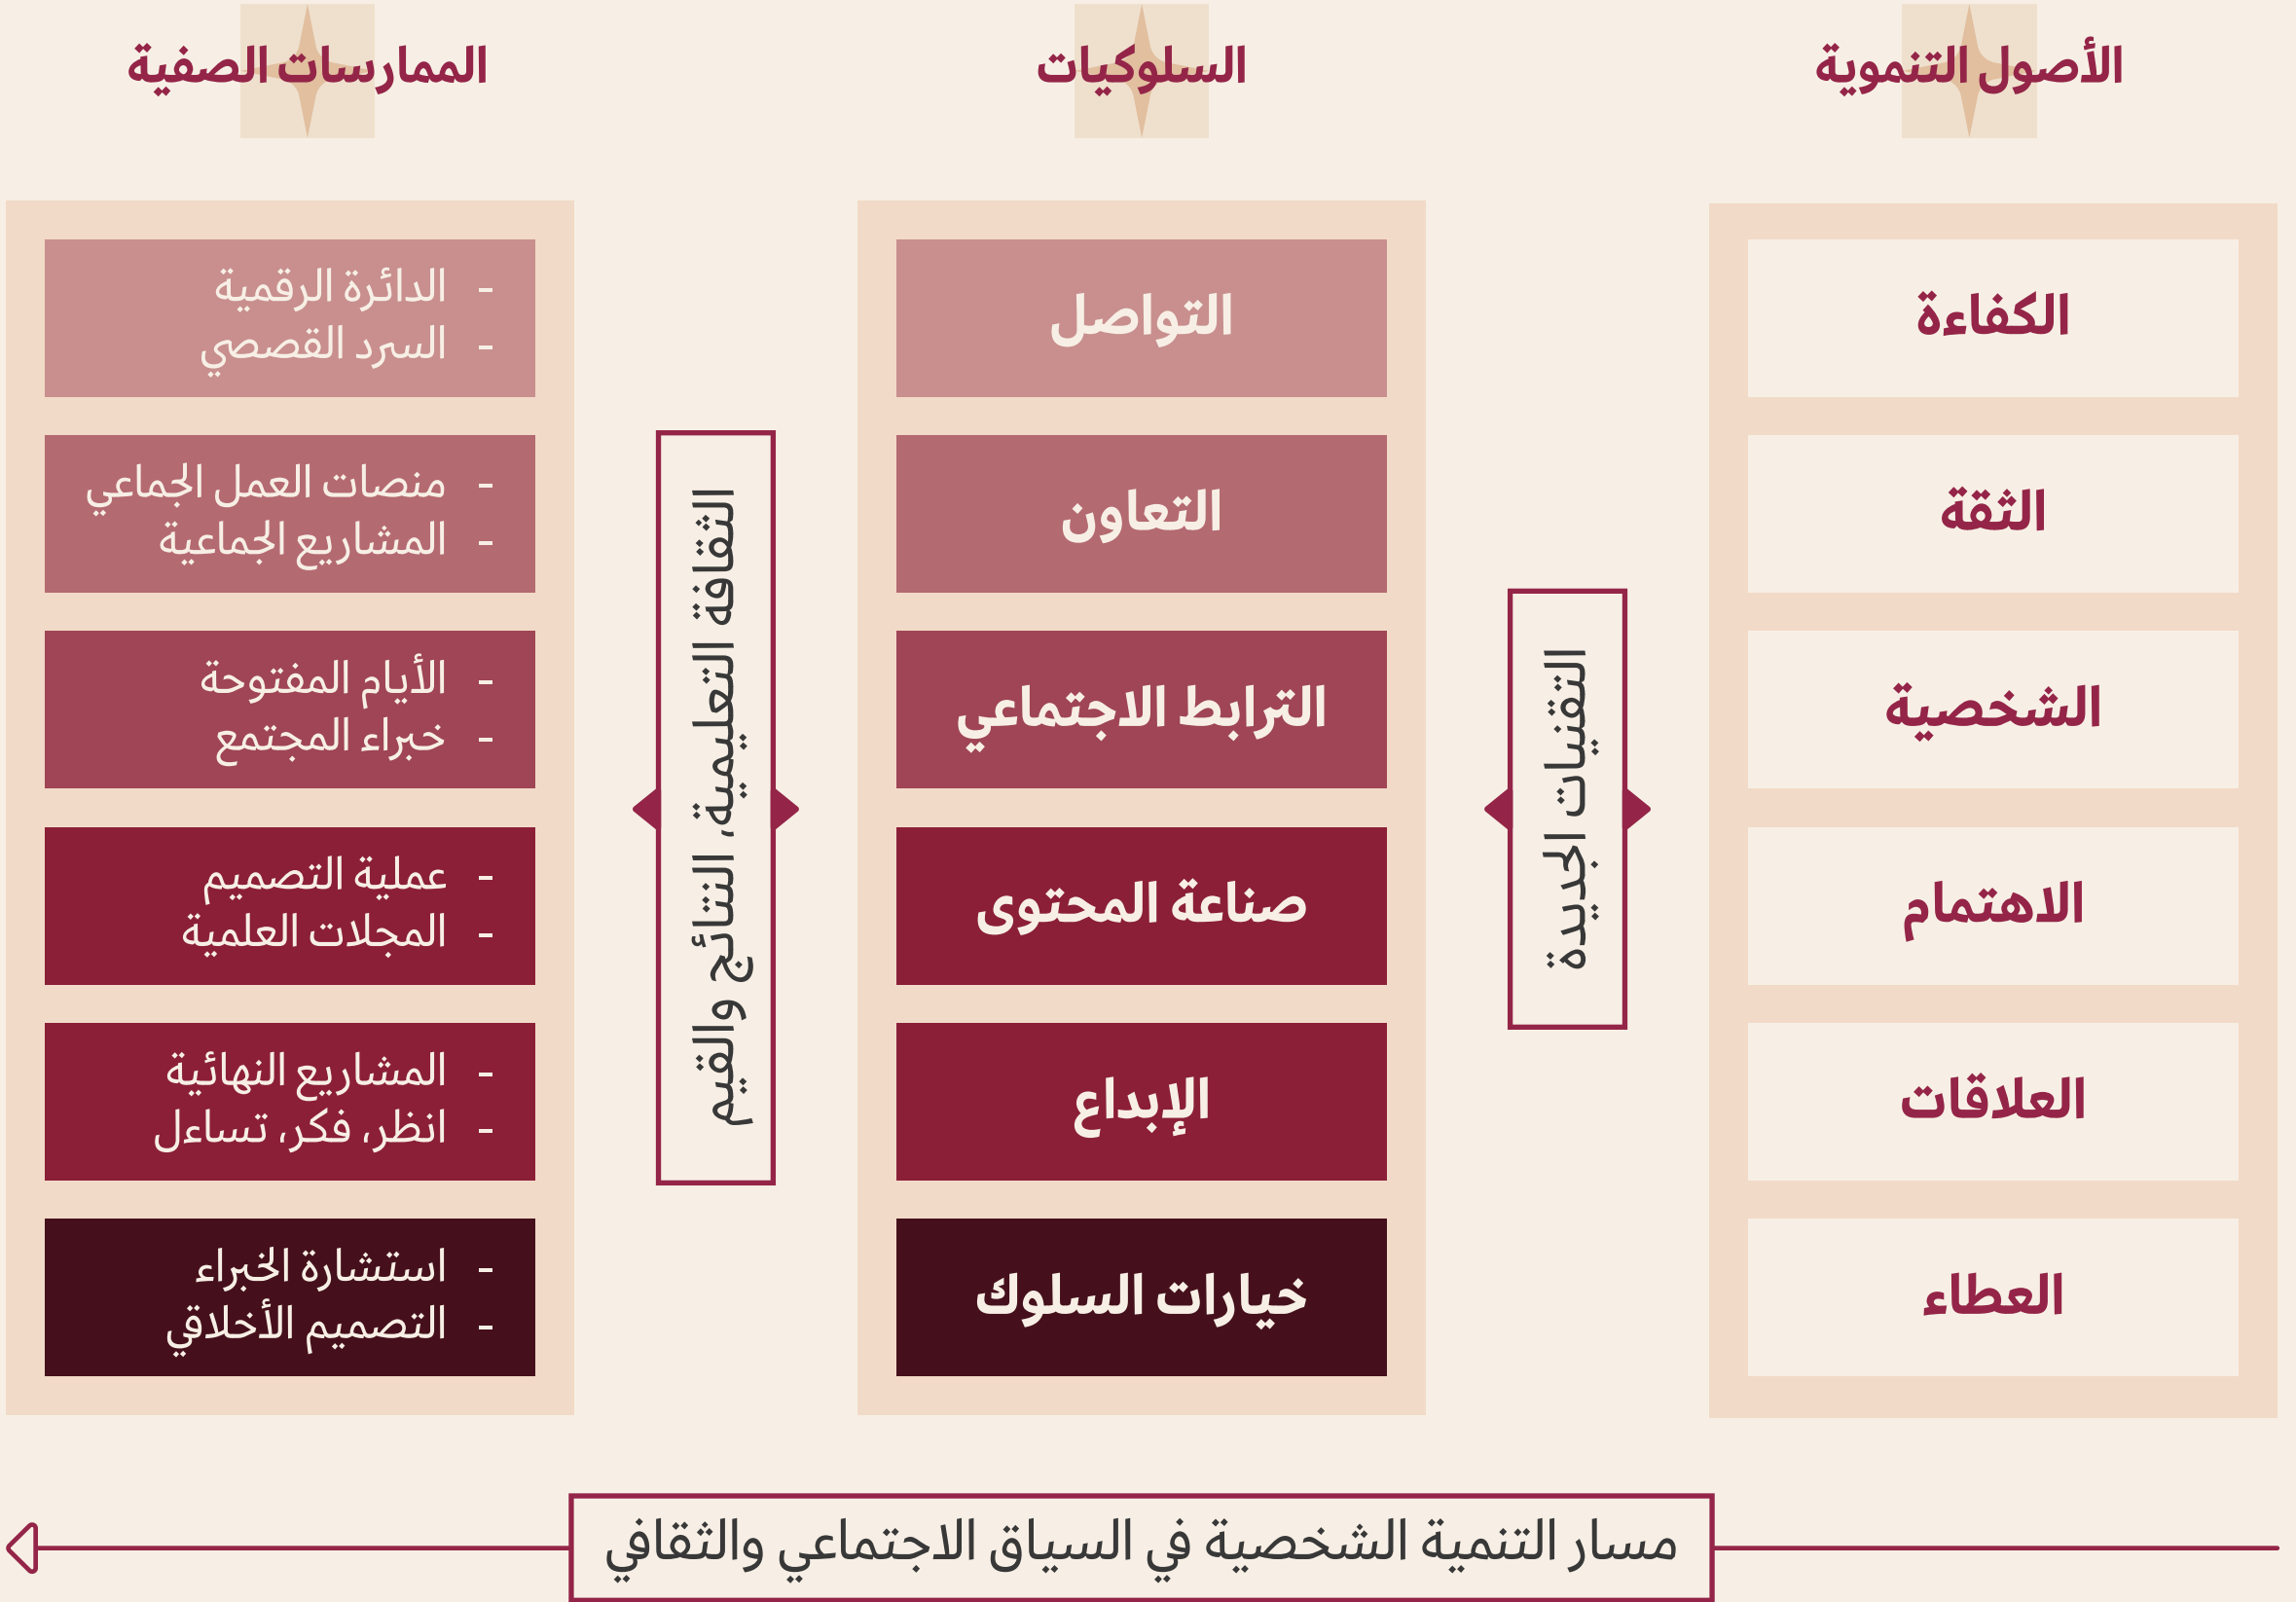 الأصول التنموية
السلوكيات
الممارسات الصفية
الكفاءة
الثقة
الشخصية
الاهتمام
العلاقات
العطاء
التقنيات الجديدة
التواصل
التعاون
الترابط الاجتماعي
صناعة المحتوى
الإبداع
خيارات السلوك
الثقافة التعليمية، النتائج والقيم
- الدائرة الرقمية
- السرد القصصي
- منصات العمل الجماعي
- المشاريع الجماعية
- الأيام المفتوحة
- خبراء المجتمع
- عملية التصميم
- المجلات العلمية
- المشاريع النهائية
- انظر، فكر، تساءل
- استشارة الخبراء
- التصميم الأخلاقي
مسار التنمية الشخصية في السياق الاجتماعي والثقافي